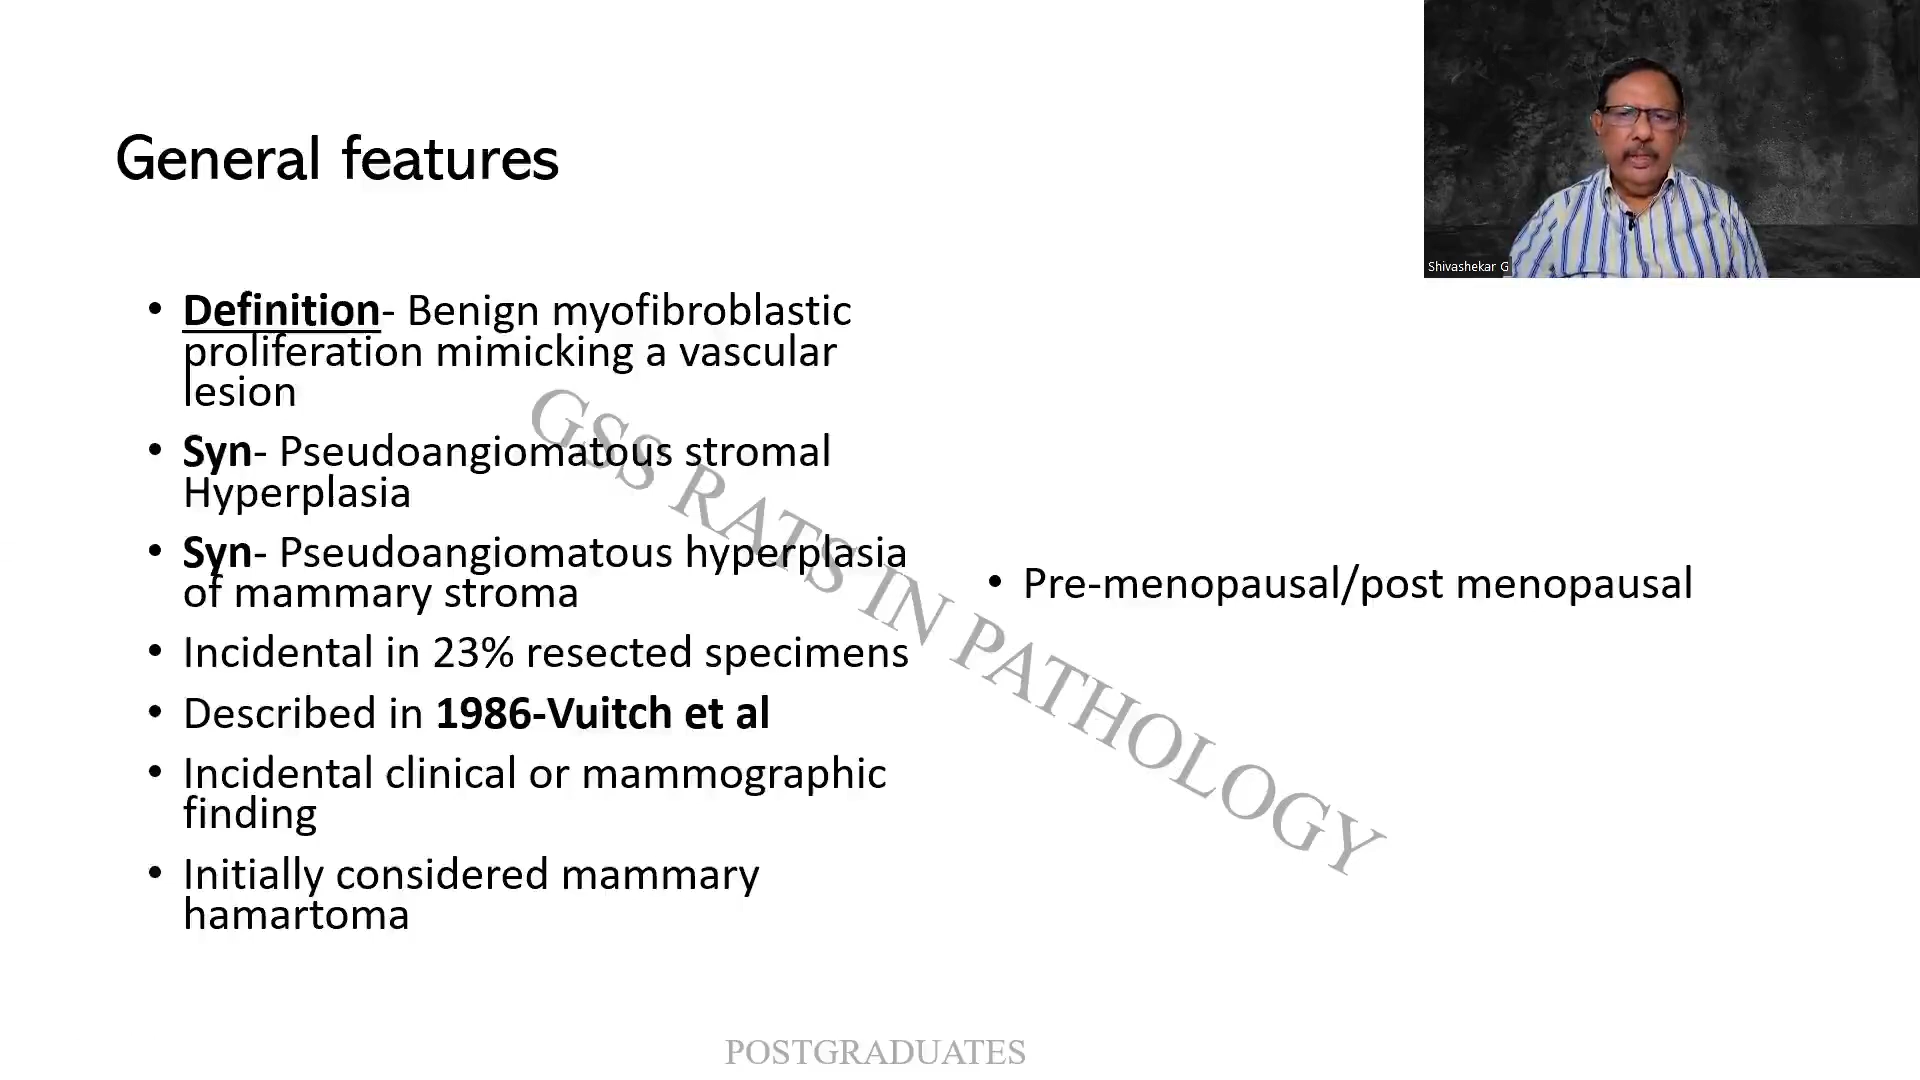 General features
• Definition- Benign myofibroblastic
proliferation mimicking a vascular
lesion
• Syn- Pseudoangiomatous stromal
Hyperplasia
• Syn- Pseudoangiomatous hyperplasia
of mammary stroma
• Incidental in 23% resected specimens
• Described in 1986-Vuitch et al
• Incidental clinical or mammographic
finding
• Initially considered mammary
hamartoma
• Pre-menopausal/post menopausal
GSS RATS IN PATHOLOGY
POSTGRADUATES
Shivashekar G